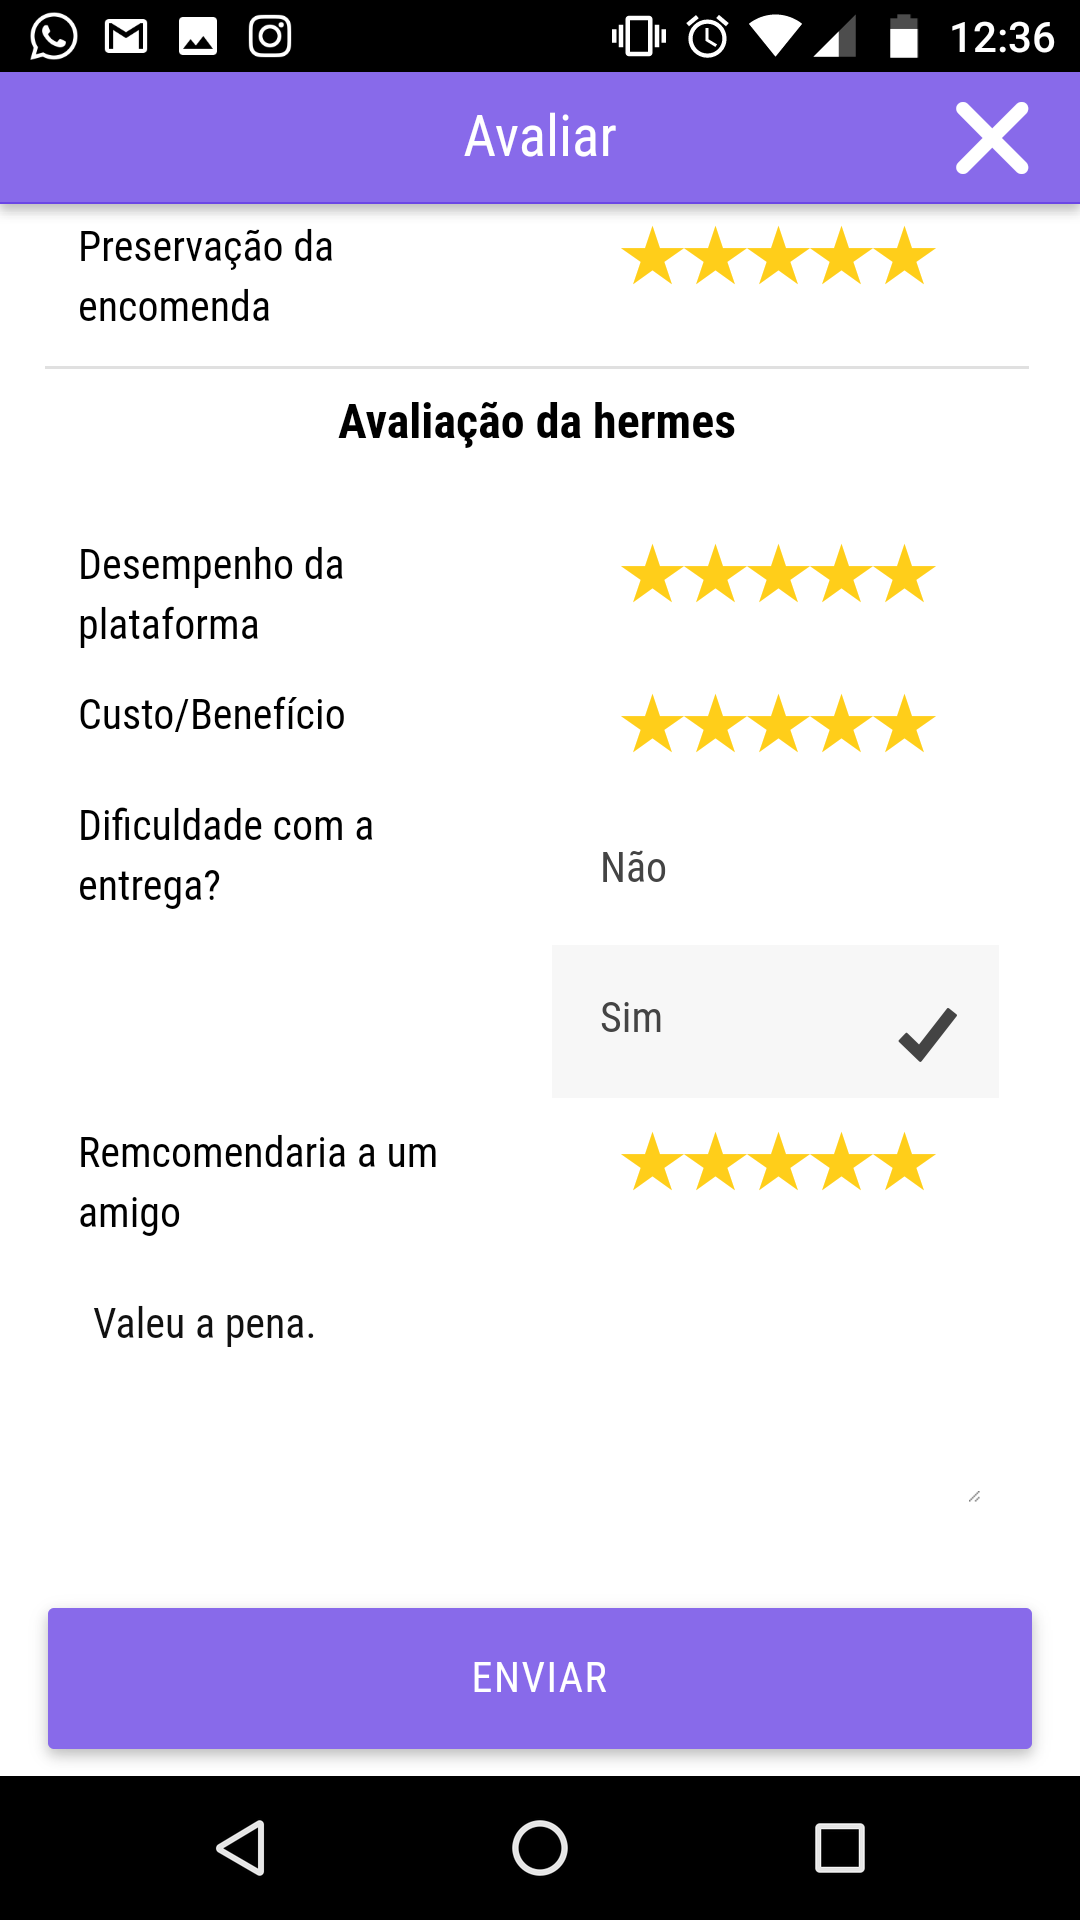 12:36
Avaliar
Preservação da
encomenda
Avaliação da hermes
Desempenho da
plataforma
Custo/Benefício
Dificuldade com a
entrega?
Não
Sim
Remcomendaria a um
amigo
Valeu a pena.
ENVIAR